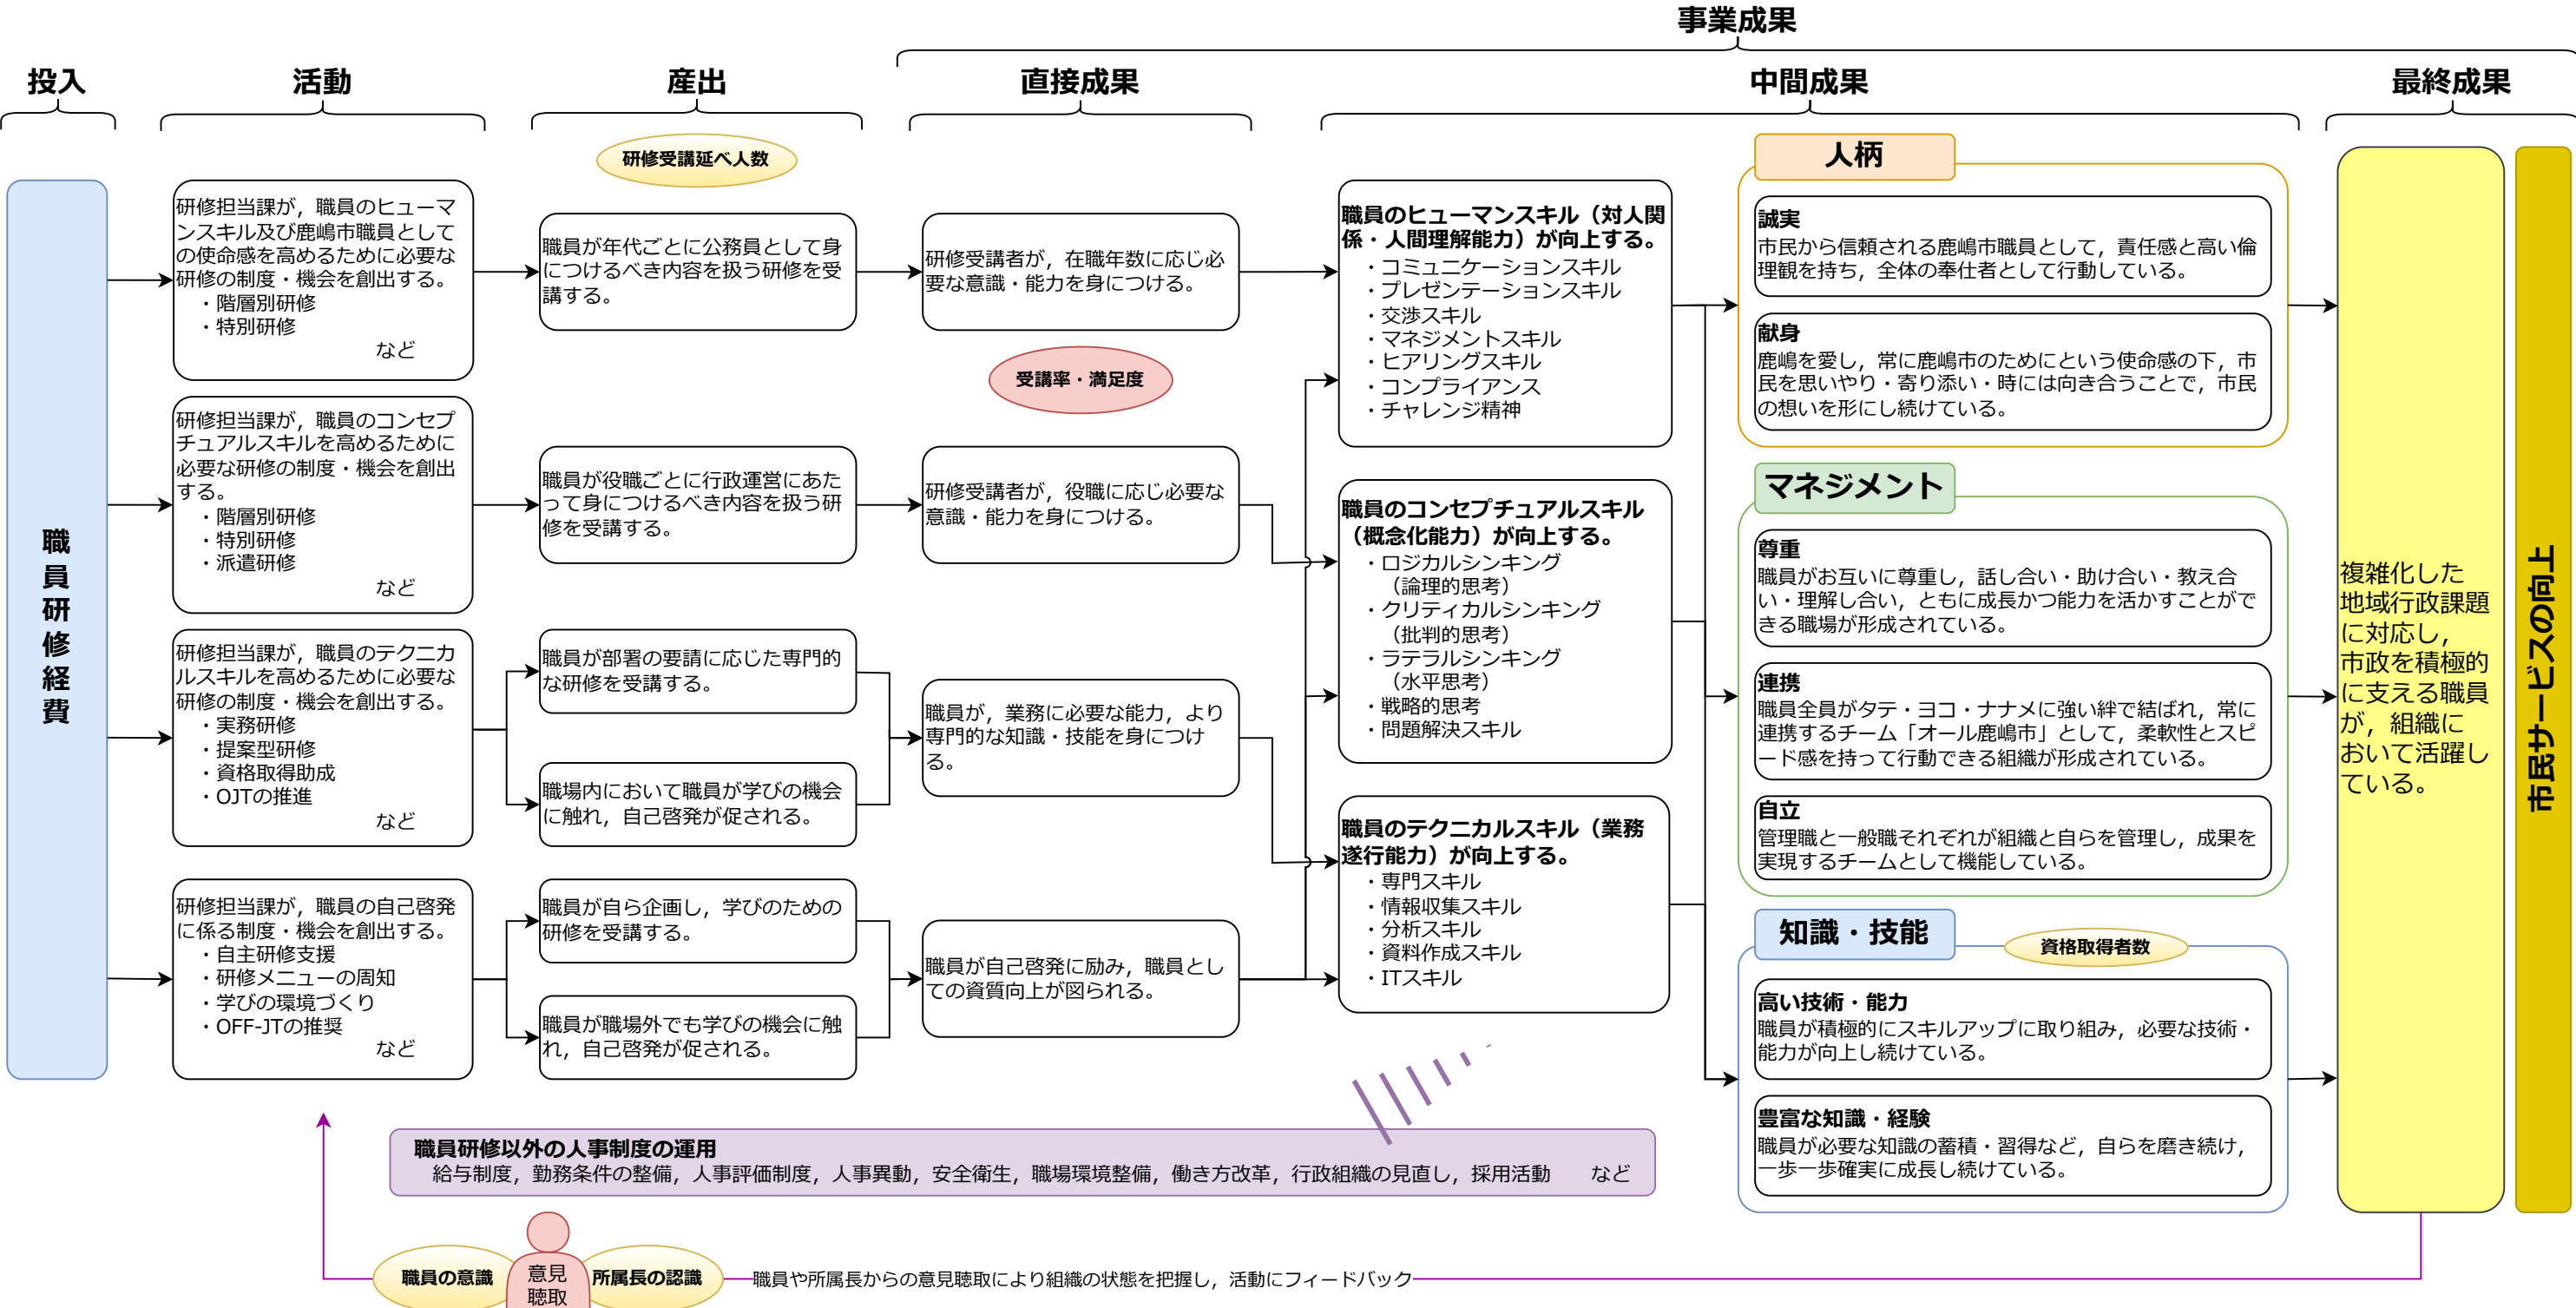 事業成果
投入
活動
産出
直接成果
中間成果
最終成果
職
員
研
修
経
費
研修担当課が，職員のヒューマ
ンスキル及び鹿嶋市職員として
の使命感を高めるために必要な
研修の制度・機会を創出する。
・階層別研修
・特別研修
など
研修担当課が，職員のコンセプ
チュアルスキルを高めるために
必要な研修の制度・機会を創出
する。
・階層別研修
・特別研修
・派遣研修
など
研修担当課が，職員のテクニカ
ルスキルを高めるために必要な
研修の制度・機会を創出する。
・実務研修
・提案型研修
・資格取得助成
・OJTの推進
など
研修担当課が，職員の自己啓発
に係る制度・機会を創出する。
・自主研修支援
・研修メニューの周知
・学びの環境づくり
・OFF-JTの推奨
など
研修受講延べ人数
職員が年代ごとに公務員として身
につけるべき内容を扱う研修を受
講する。
職員が役職ごとに行政運営にあた
って身につけるべき内容を扱う研
修を受講する。
職員が部署の要請に応じた専門的
な研修を受講する。
職場内において職員が学びの機会
に触れ，自己啓発が促される。
職員が自ら企画し，学びのための
研修を受講する。
職員が職場外でも学びの機会に触
れ，自己啓発が促される。
研修受講者が，在職年数に応じ必
要な意識・能力を身につける。
受講率・満足度
研修受講者が，役職に応じ必要な
意識・能力を身につける。
職員が，業務に必要な能力，より
専門的な知識・技能を身につけ
る。
職員が自己啓発に励み，職員とし
ての資質向上が図られる。
職員のヒューマンスキル（対人関
係・人間理解能力）が向上する。
・コミュニケーションスキル
・プレゼンテーションスキル
・交渉スキル
・マネジメントスキル
・ヒアリングスキル
・コンプライアンス
・チャレンジ精神
職員のコンセプチュアルスキル
（概念化能力）が向上する。
・ロジカルシンキング
（論理的思考）
・クリティカルシンキング
（批判的思考）
・ラテラルシンキング
（水平思考）
・戦略的思考
・問題解決スキル
職員のテクニカルスキル（業務
遂行能力）が向上する。
・専門スキル
・情報収集スキル
・分析スキル
・資料作成スキル
・ITスキル
人柄
誠実
市民から信頼される鹿嶋市職員として，責任感と高い倫
理観を持ち，全体の奉仕者として行動している。
献身
鹿嶋を愛し，常に鹿嶋市のためにという使命感の下，市
民を思いやり・寄り添い・時には向き合うことで，市民
の想いを形にし続けている。
マネジメント
尊重
職員がお互いに尊重し，話し合い・助け合い・教え合
い・理解し合い，ともに成長かつ能力を活かすことがで
きる職場が形成されている。
連携
職員全員がタテ・ヨコ・ナナメに強い絆で結ばれ，常に
連携するチーム「オール鹿嶋市」として，柔軟性とスピ
ード感を持って行動できる組織が形成されている。
自立
管理職と一般職それぞれが組織と自らを管理し，成果を
実現するチームとして機能している。
知識・技能
資格取得者数
高い技術・能力
職員が積極的にスキルアップに取り組み，必要な技術・
能力が向上し続けている。
豊富な知識・経験
職員が必要な知識の蓄積・習得など，自らを磨き続け，
一歩一歩確実に成長し続けている。
複雑化した
地域行政課題
に対応し，
市政を積極的
に支える職員
が，組織に
おいて活躍し
ている。
市民サービスの向上
職員研修以外の人事制度の運用
給与制度，勤務条件の整備，人事評価制度，人事異動，安全衛生，職場環境整備，働き方改革，行政組織の見直し，採用活動　　など
職員の意識
意見
聴取
所属長の認識
職員や所属長からの意見聴取により組織の状態を把握し，活動にフィードバック